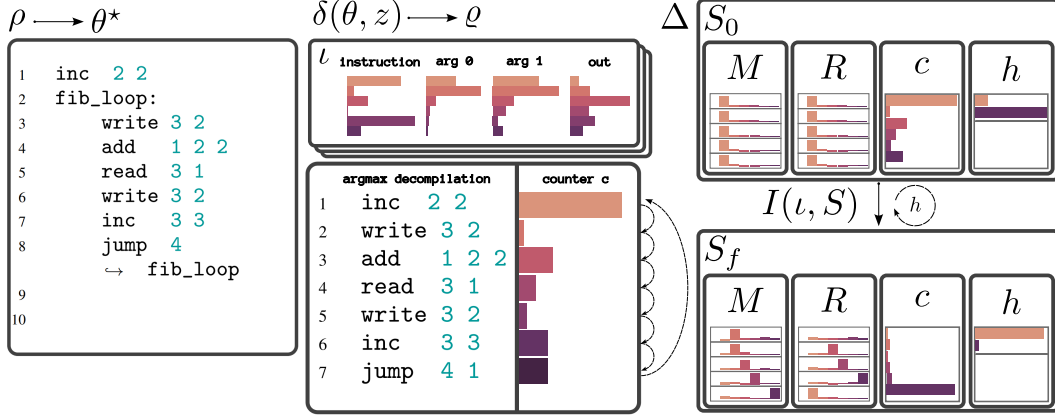 ρ → θ*
1 inc 2 2
2 fib_loop:
3 write 3 2
4 add 1 2 2
5 read 3 1
6 write 3 2
7 inc 3 3
8 jump 4
↪ fib_loop
9
10
δ(θ, z) → ϱ
ι instruction arg 0 arg 1 out
argmax decompilation counter c
1 inc 2 2
2 write 3 2
3 add 1 2 2
4 read 3 1
5 write 3 2
6 inc 3 3
7 jump 4 1
Δ S₀
M R c h
I(ι, S) h
S_f
M R c h